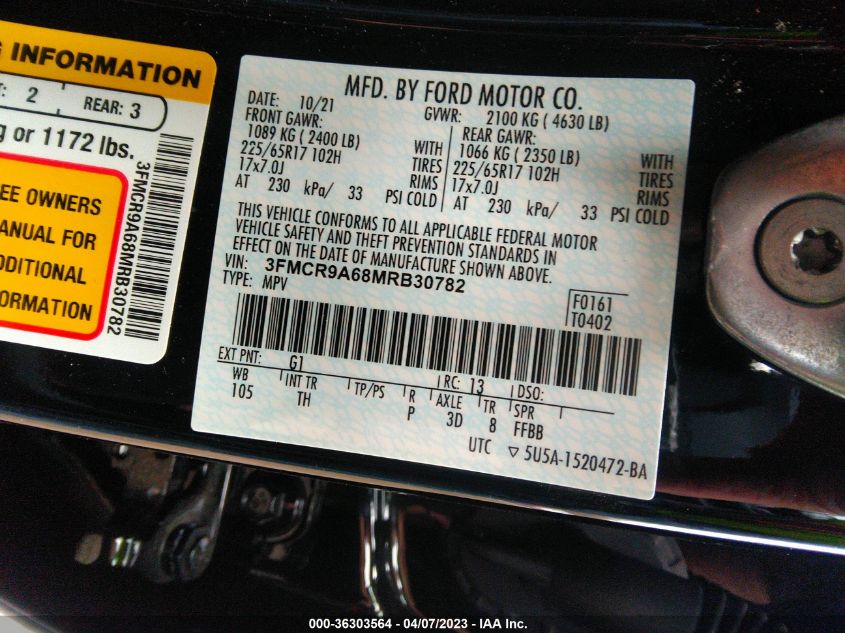 G INFORMATION
: 2 REAR: 3
g or 1172 lbs.
EE OWNERS
MANUAL FOR
DDITIONAL
FORMATION
3FMCR9A68MRB30782
MFD. BY FORD MOTOR CO.
DATE: 10/21 GVWR: 2100 KG ( 4630 LB)
FRONT GAWR: REAR GAWR:
1089 KG ( 2400 LB) WITH 1066 KG ( 2350 LB) WITH
225/65R17 102H TIRES 225/65R17 102H TIRES
17x7.0J RIMS 17x7.0J RIMS
AT 230 kPa/ 33 PSI COLD AT 230 kPa/ 33 PSI COLD
THIS VEHICLE CONFORMS TO ALL APPLICABLE FEDERAL MOTOR
VEHICLE SAFETY AND THEFT PREVENTION STANDARDS IN
EFFECT ON THE DATE OF MANUFACTURE SHOWN ABOVE.
VIN: 3FMCR9A68MRB30782
TYPE: MPV
F0161
T0402
EXT PNT: G1 RC: 13 DSO:
WB INT TR TP/PS R AXLE TR SPR
105 TH P 3D 8 FFBB
UTC ▽ 5U5A-1520472-BA
000-36303564 - 04/07/2023 - IAA Inc.